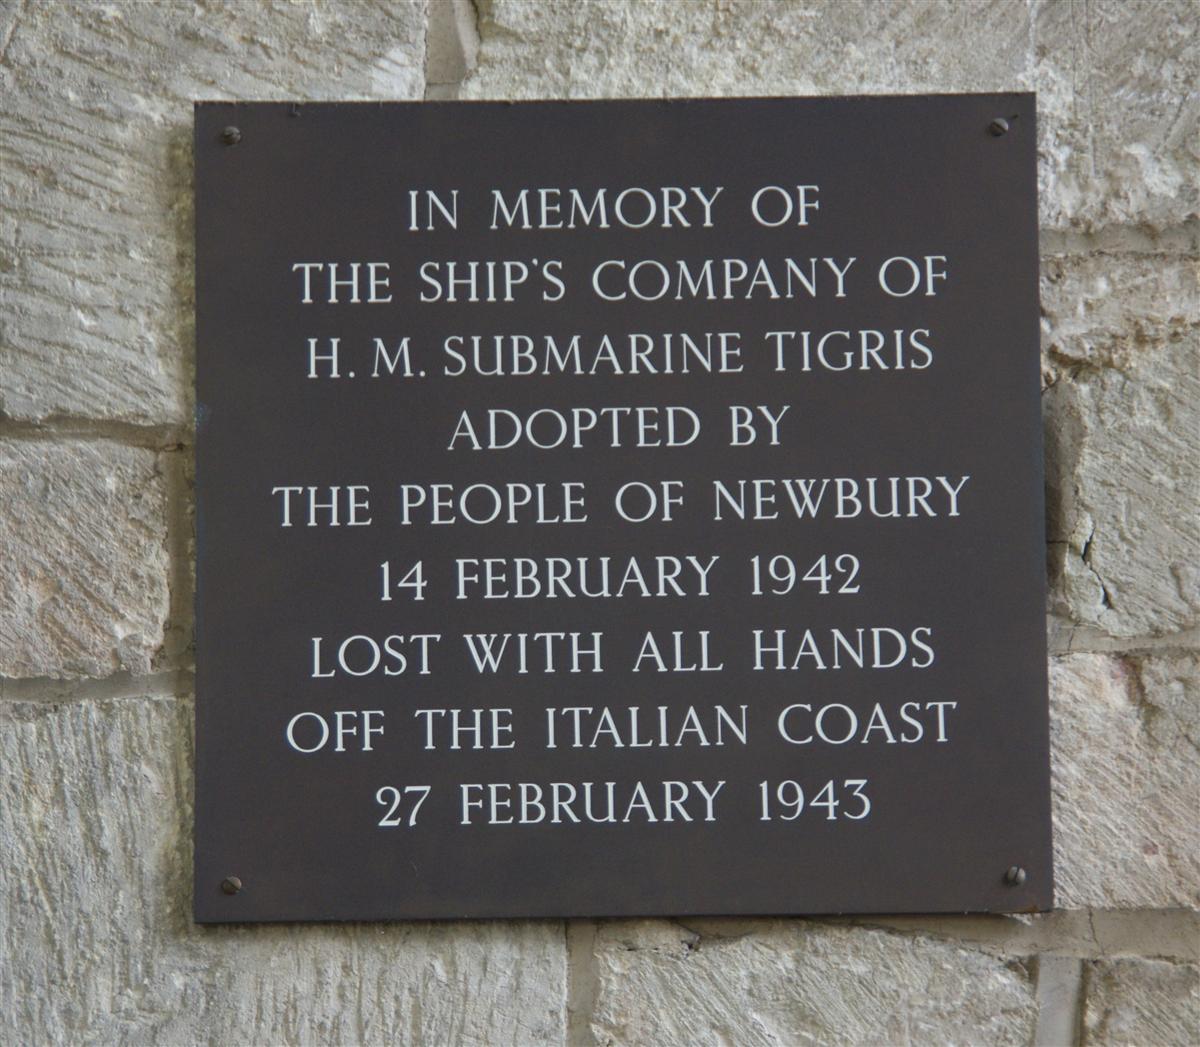 IN MEMORY OF
THE SHIP'S COMPANY OF
H. M. SUBMARINE TIGRIS
ADOPTED BY
THE PEOPLE OF NEWBURY
14 FEBRUARY 1942
LOST WITH ALL HANDS
OFF THE ITALIAN COAST
27 FEBRUARY 1943